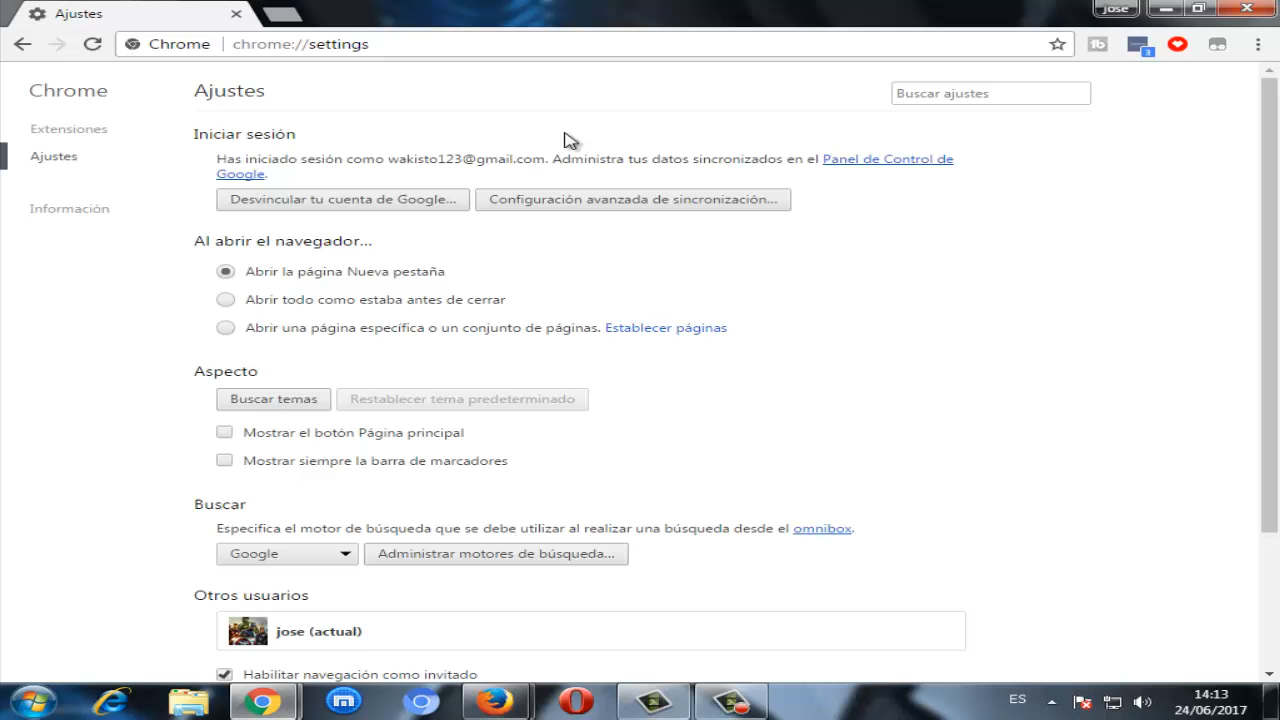 Ajustes
jose
Chrome
chrome://settings
3
Chrome
Ajustes
Buscar ajustes
Extensiones
Ajustes
Información
Iniciar sesión
Has iniciado sesión como wakisto123@gmail.com. Administra tus datos sincronizados en el Panel de Control de
Google.
Desvincular tu cuenta de Google...
Configuración avanzada de sincronización...
Al abrir el navegador...
Abrir la página Nueva pestaña
Abrir todo como estaba antes de cerrar
Abrir una página específica o un conjunto de páginas. Establecer páginas
Aspecto
Buscar temas
Restablecer tema predeterminado
Mostrar el botón Página principal
Mostrar siempre la barra de marcadores
Buscar
Especifica el motor de búsqueda que se debe utilizar al realizar una búsqueda desde el omnibox.
Google
Administrar motores de búsqueda...
Otros usuarios
jose (actual)
Habilitar navegación como invitado
ES
14:13
24/06/2017